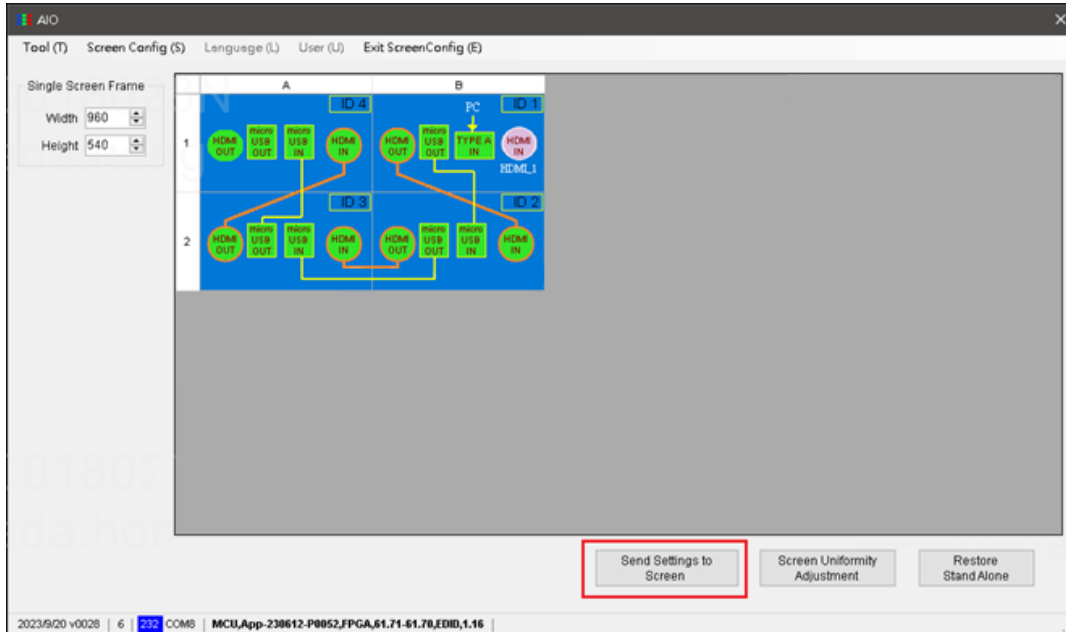 AIO
Tool (T) Screen Config (S) Language (L) User (U) Exit ScreenConfig (E)
Single Screen Frame
Width 960
Height 540
A B
1
ID 4
HDMI OUT
micro USB OUT
micro USB IN
HDMI IN
PC
ID 1
HDMI OUT
micro USB OUT
TYPE A IN
HDMI IN
HDMI_1
2
ID 3
HDMI OUT
micro USB OUT
micro USB IN
HDMI IN
ID 2
HDMI OUT
micro USB OUT
micro USB IN
HDMI IN
Send Settings to
Screen
Screen Uniformity
Adjustment
Restore
Stand Alone
2023/9/20 v0028 | 6 | 232 COM8 | MCU,App-230612-P0052,FPGA,61.71-61.70,EDID,1.16 |